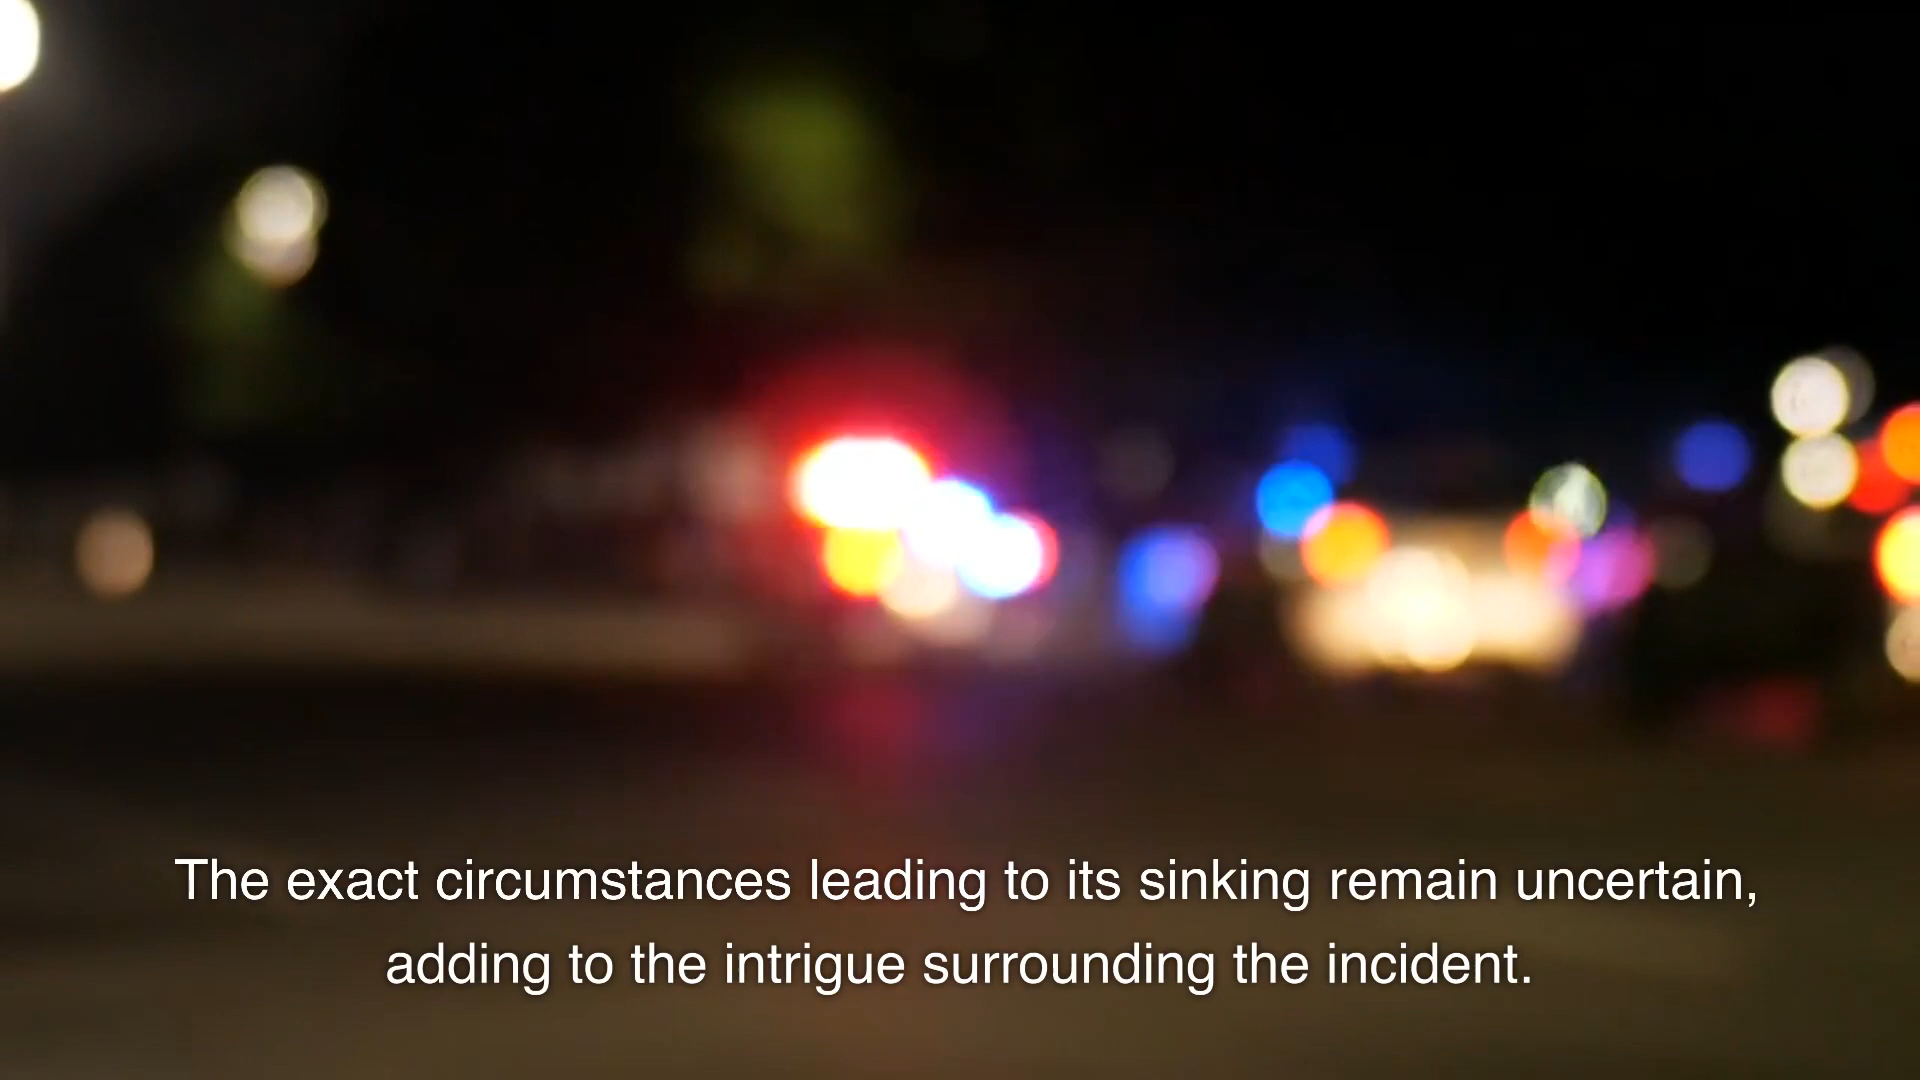 The exact circumstances leading to its sinking remain uncertain,
adding to the intrigue surrounding the incident.